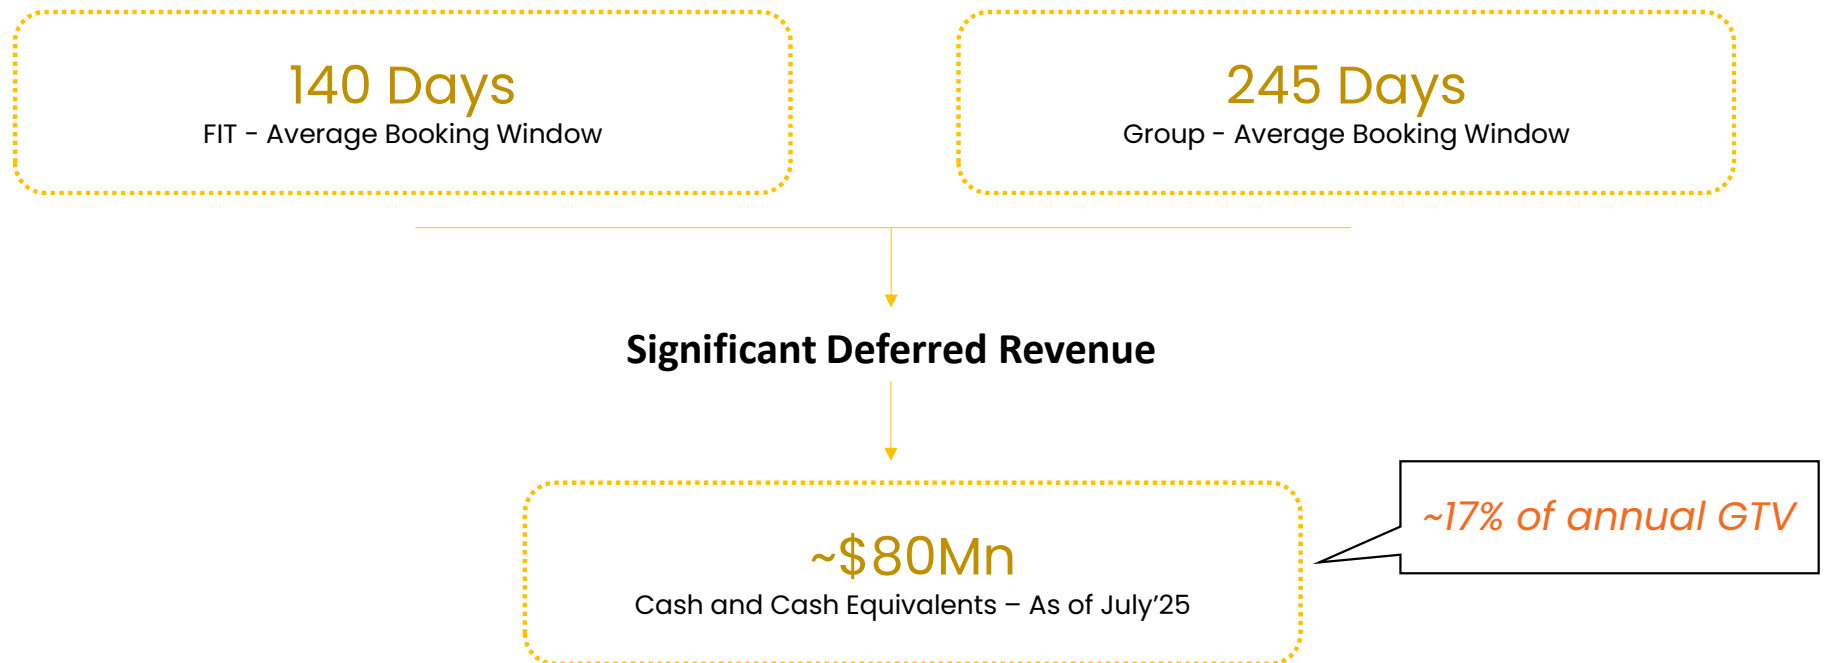 140 Days
FIT - Average Booking Window
245 Days
Group - Average Booking Window
Significant Deferred Revenue
~$80Mn
Cash and Cash Equivalents – As of July’25
~17% of annual GTV